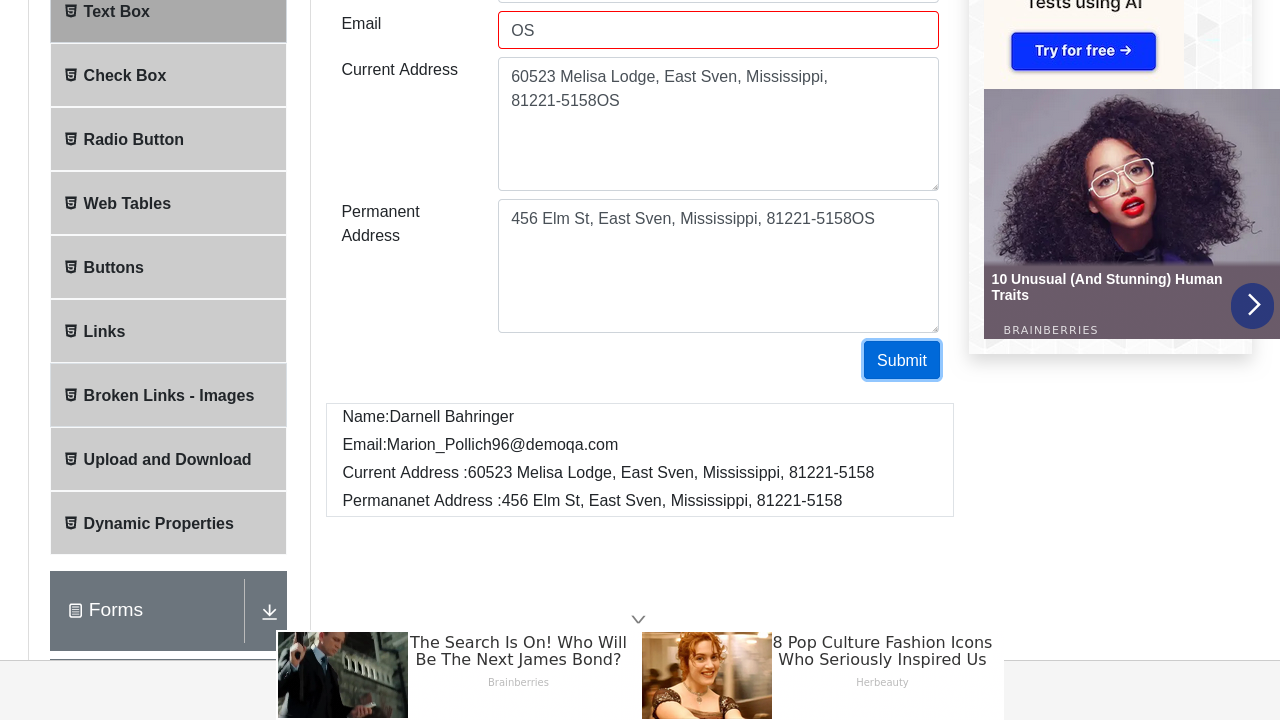 Text Box
Check Box
Radio Button
Web Tables
Buttons
Links
Broken Links - Images
Upload and Download
Dynamic Properties
Forms
Email
OS
Current Address
60523 Melisa Lodge, East Sven, Mississippi,
81221-5158OS
Permanent
Address
456 Elm St, East Sven, Mississippi, 81221-5158OS
Submit
Name:Darnell Bahringer
Email:Marion_Pollich96@demoqa.com
Current Address :60523 Melisa Lodge, East Sven, Mississippi, 81221-5158
Permananet Address :456 Elm St, East Sven, Mississippi, 81221-5158
Tests using AI
Try for free →
10 Unusual (And Stunning) Human
Traits
BRAINBERRIES
The Search Is On! Who Will
Be The Next James Bond?
Brainberries
8 Pop Culture Fashion Icons
Who Seriously Inspired Us
Herbeauty